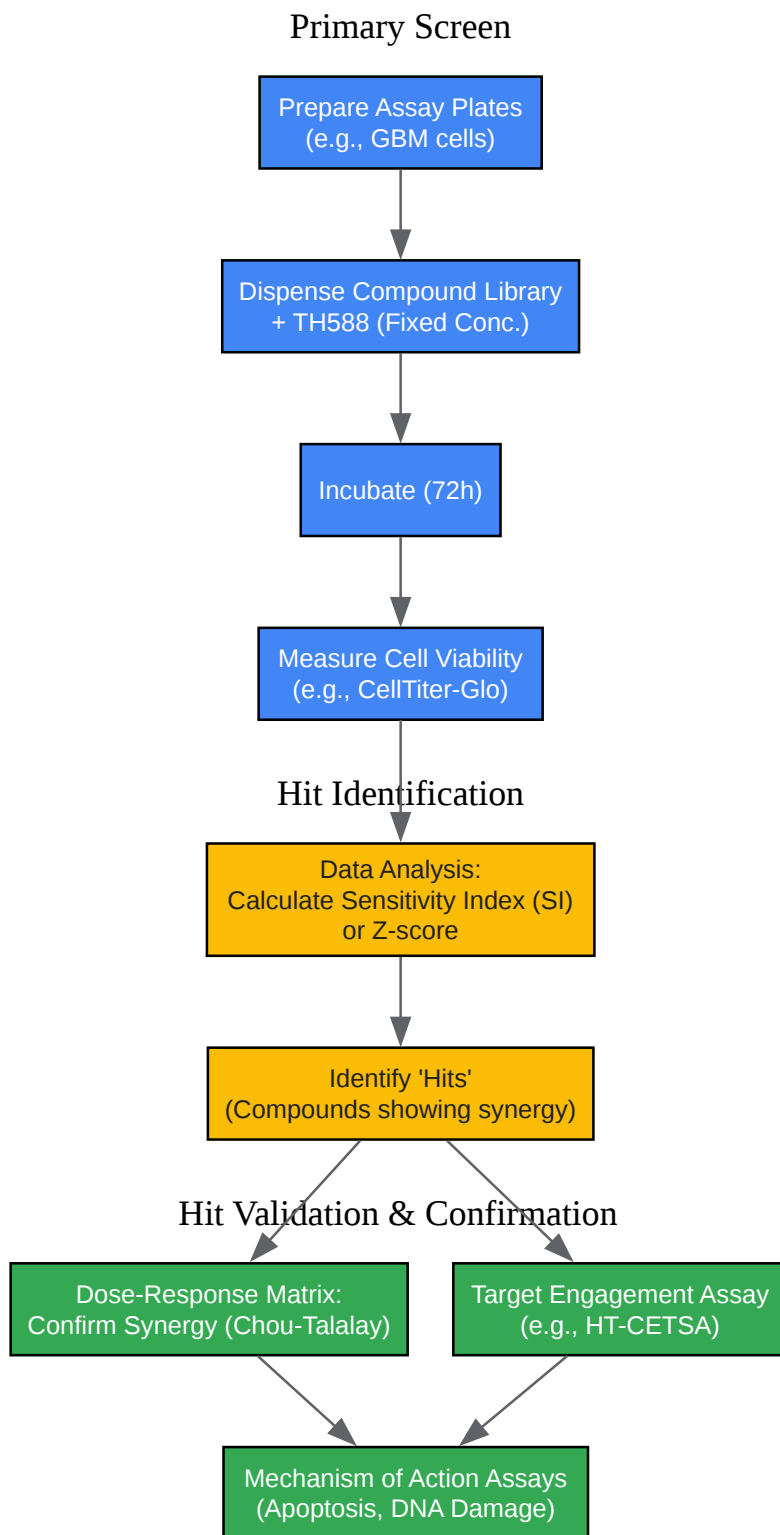 Primary Screen
Prepare Assay Plates
(e.g., GBM cells)
Dispense Compound Library
+ TH588 (Fixed Conc.)
Incubate (72h)
Measure Cell Viability
(e.g., CellTiter-Glo)
Hit Identification
Data Analysis:
Calculate Sensitivity Index (SI)
or Z-score
Identify 'Hits'
(Compounds showing synergy)
Hit Validation & Confirmation
Dose-Response Matrix:
Confirm Synergy (Chou-Talalay)
Target Engagement Assay
(e.g., HT-CETSA)
Mechanism of Action Assays
(Apoptosis, DNA Damage)